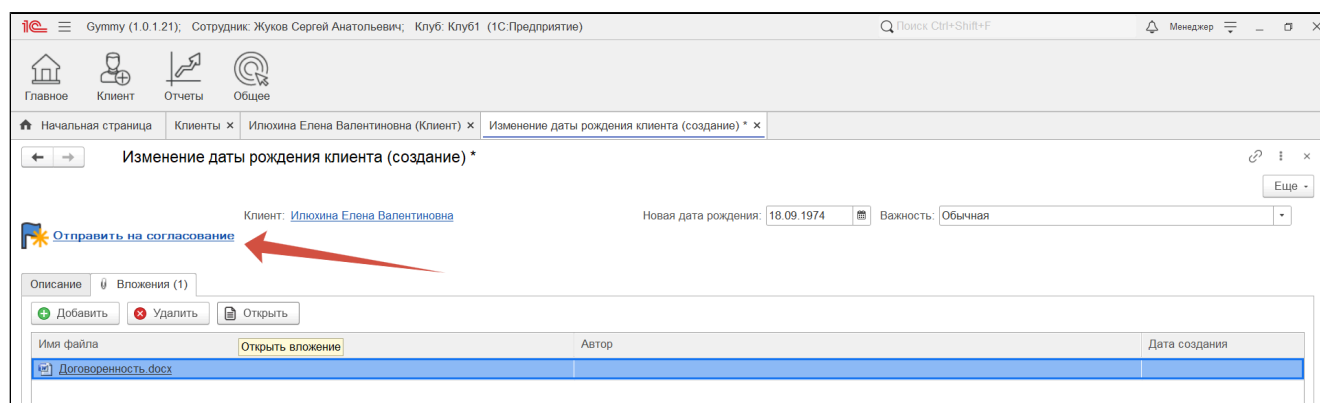 Gymmy (1.0.1.21); Сотрудник: Жуков Сергей Анатольевич; Клуб: Клуб1 (1С:Предприятие) Поиск Ctrl+Shift+F Менеджер
Главное Клиент Отчеты Общее
Начальная страница Клиенты × Илюхина Елена Валентиновна (Клиент) × Изменение даты рождения клиента (создание) * ×
Изменение даты рождения клиента (создание) *
Еще
Клиент: Илюхина Елена Валентиновна Новая дата рождения: 18.09.1974 Важность: Обычная
Отправить на согласование
Описание Вложения (1)
Добавить Удалить Открыть
Имя файла Открыть вложение Автор Дата создания
Договоренность.docx